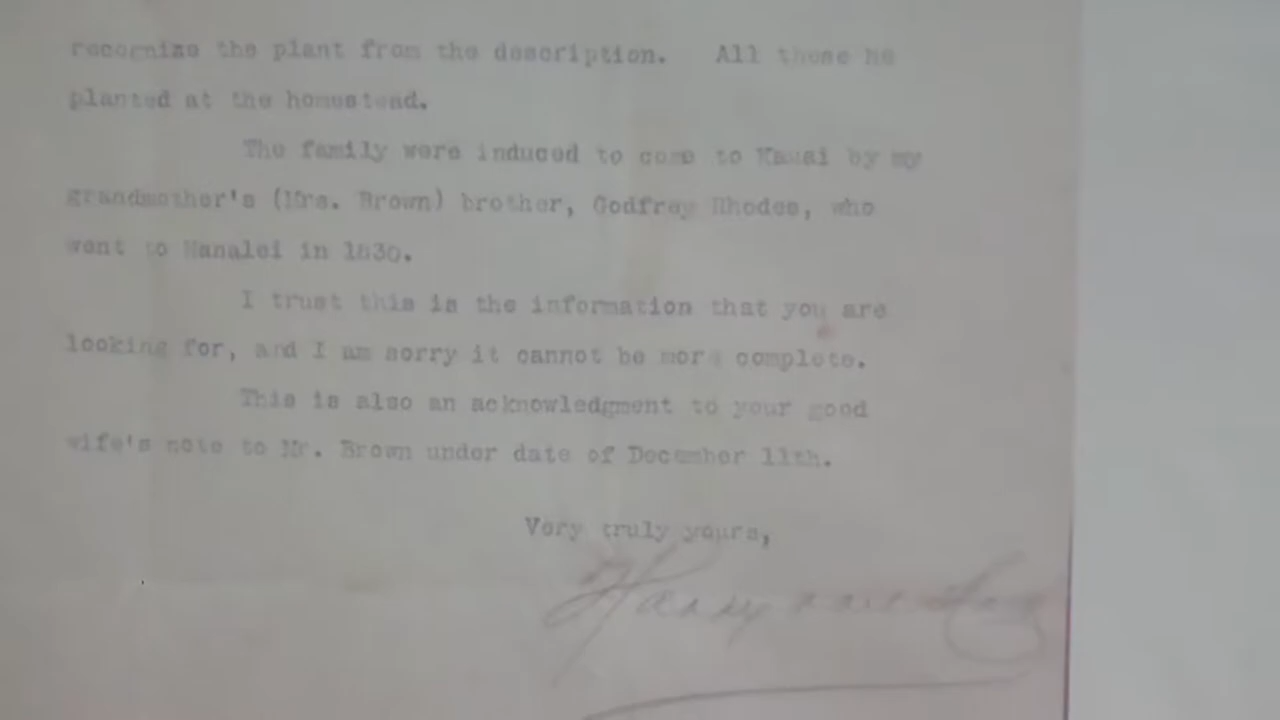 recognize the plant from the description. All these he
planted at the homestead.
The family were induced to come to Kauai by my
grandmother's (Mrs. Brown) brother, Godfrey Rhodes, who
went to Hanalei in 1830.
I trust this is the information that you are
looking for, and I am sorry it cannot be more complete.
This is also an acknowledgment to your good
wife's note to Mr. Brown under date of December 11th.
Very truly yours,